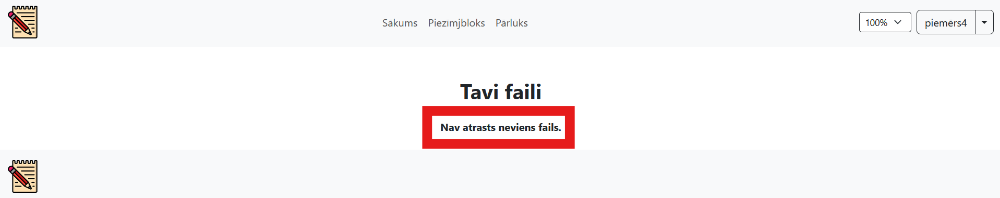 Sākums Piezīmjbloks Pārlūks 100% piemērs4
Tavi faili
Nav atrasts neviens fails.